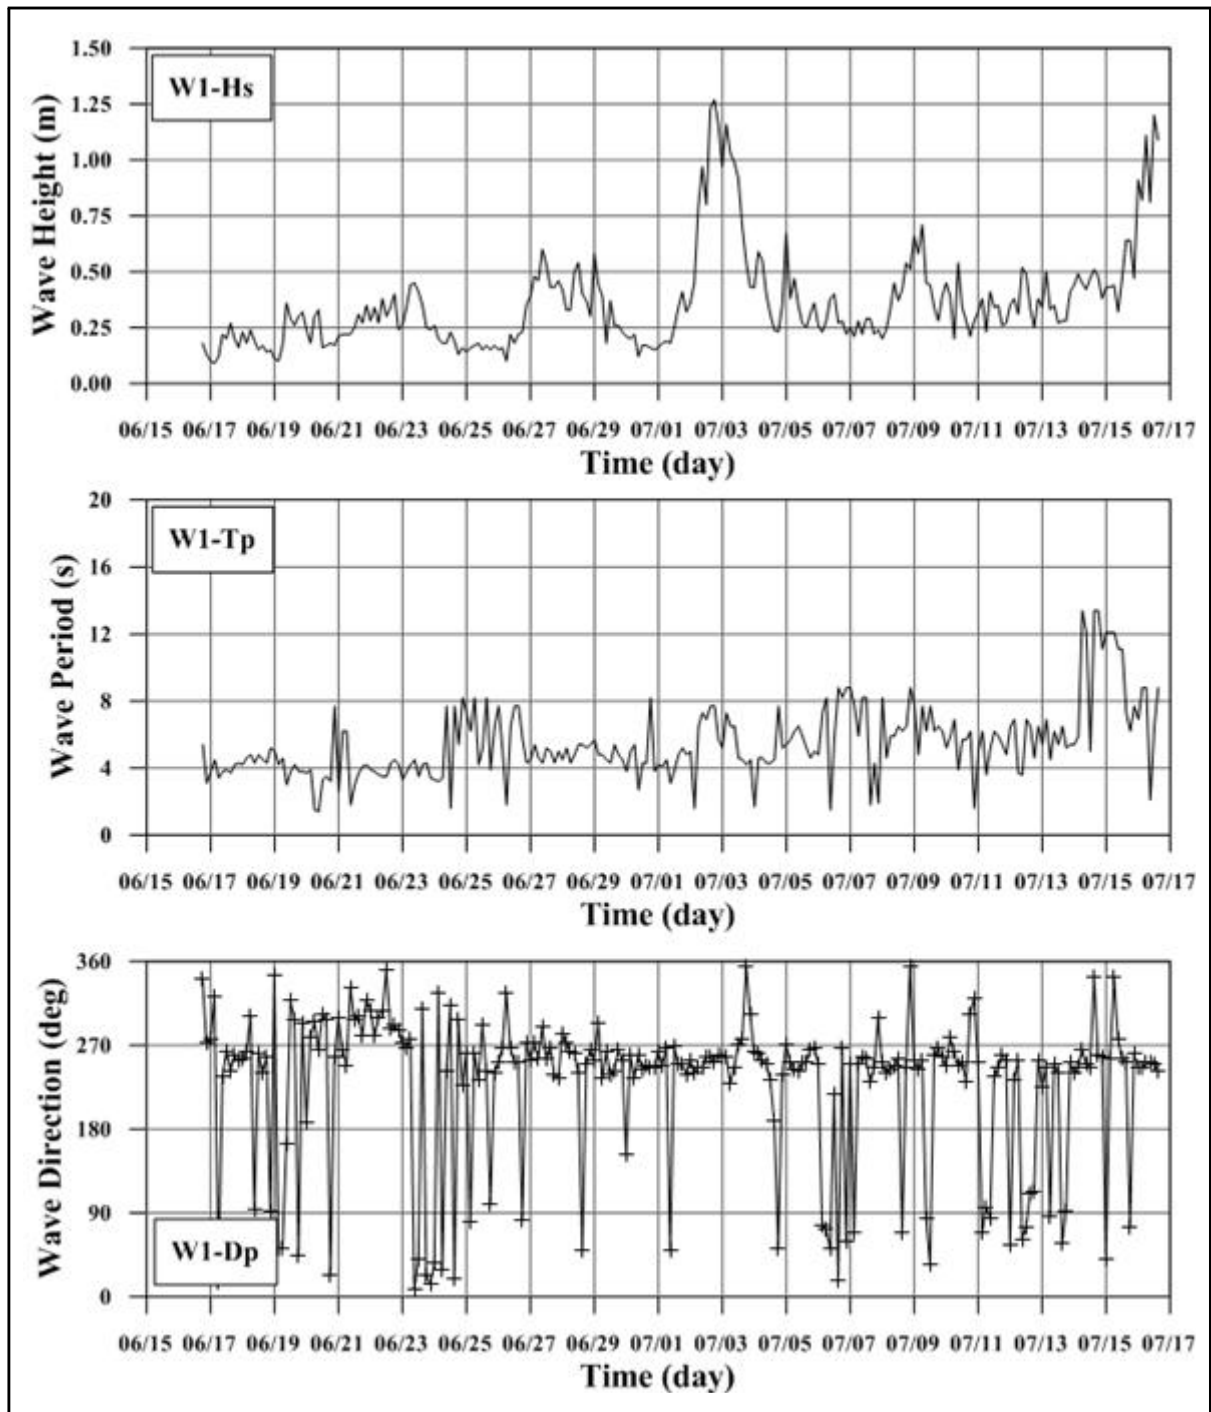 1.50
W1-Hs
1.25
1.00
0.75
0.50
0.25
0.00
Wave Height (m)
06/15 06/17 06/19 06/21 06/23 06/25 06/27 06/29 07/01 07/03 07/05 07/07 07/09 07/11 07/13 07/15 07/17
Time (day)
20
W1-Tp
16
12
8
4
0
Wave Period (s)
06/15 06/17 06/19 06/21 06/23 06/25 06/27 06/29 07/01 07/03 07/05 07/07 07/09 07/11 07/13 07/15 07/17
Time (day)
360
270
180
90
W1-Dp
0
Wave Direction (deg)
06/15 06/17 06/19 06/21 06/23 06/25 06/27 06/29 07/01 07/03 07/05 07/07 07/09 07/11 07/13 07/15 07/17
Time (day)